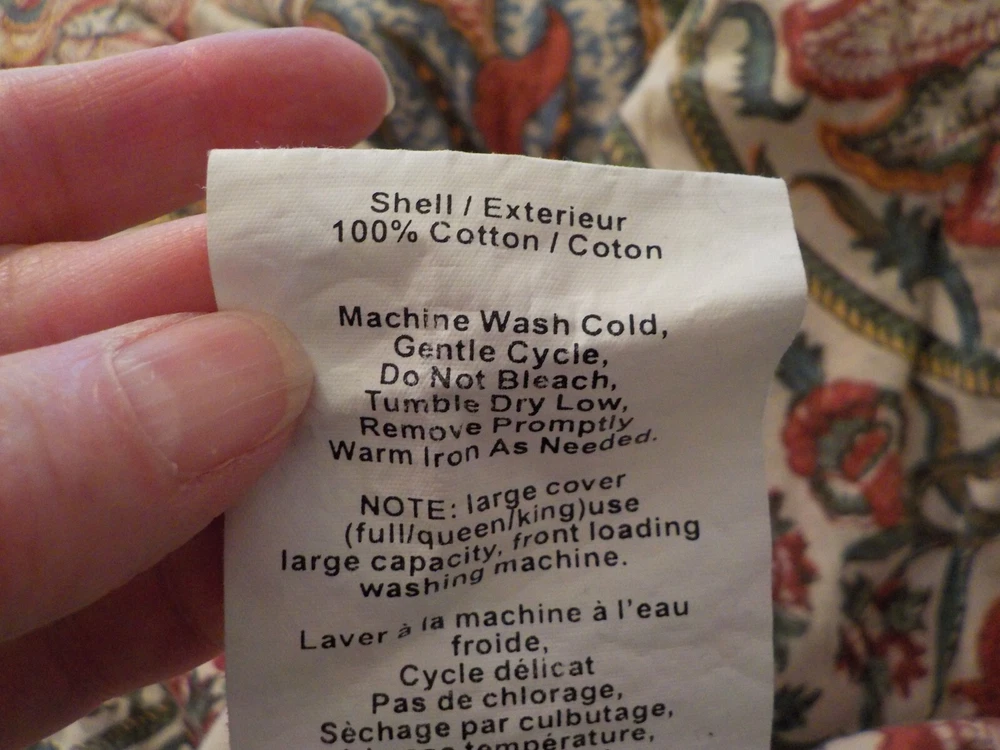 Shell / Exterieur
100% Cotton / Coton
Machine Wash Cold,
Gentle Cycle,
Do Not Bleach,
Tumble Dry Low,
Remove Promptly
Warm Iron As Needed.
NOTE: large cover
(full/queen/king)use
large capacity, front loading
washing machine.
Laver à la machine à l'eau
froide,
Cycle délicat
Pas de chlorage,
Sèchage par culbutage,
température,